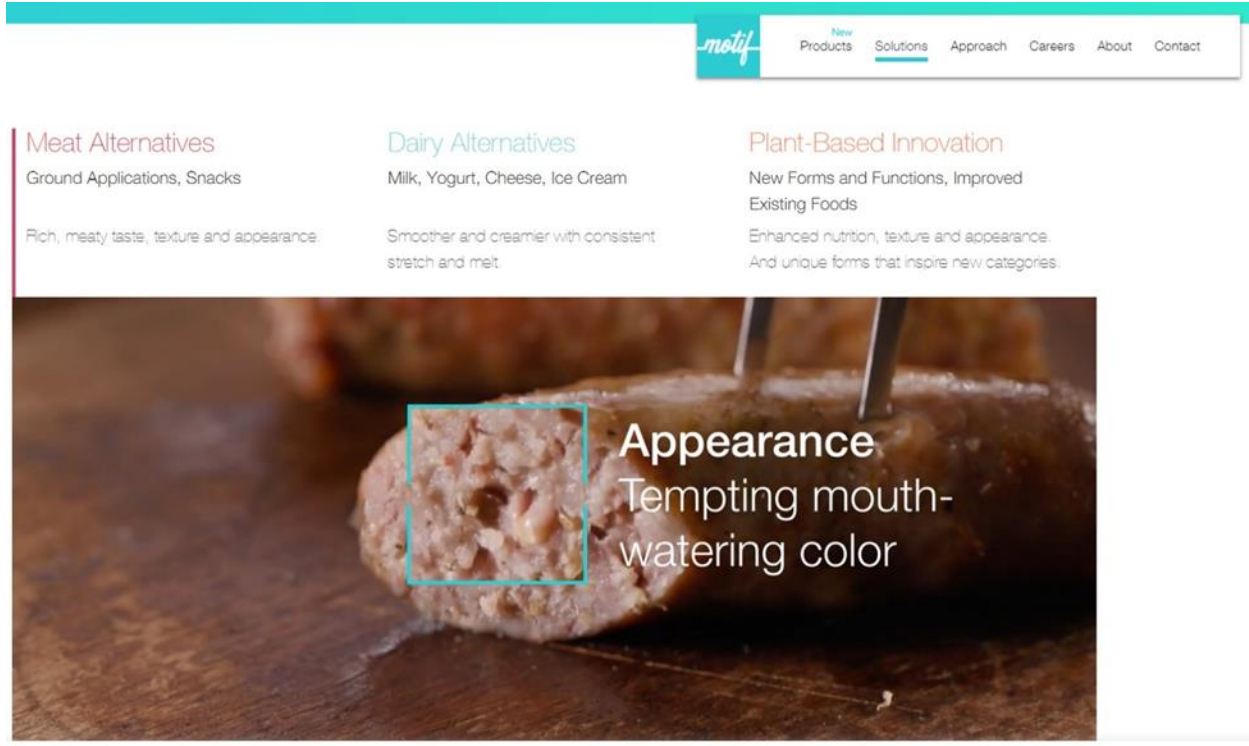 motif
New
Products
Solutions
Approach
Careers
About
Contact
Meat Alternatives
Ground Applications, Snacks
Rich, meaty taste, texture and appearance.
Dairy Alternatives
Milk, Yogurt, Cheese, Ice Cream
Smoother and creamier with consistent
stretch and melt.
Plant-Based Innovation
New Forms and Functions, Improved
Existing Foods
Enhanced nutrition, texture and appearance.
And unique forms that inspire new categories.
Appearance
Tempting mouth-
watering color